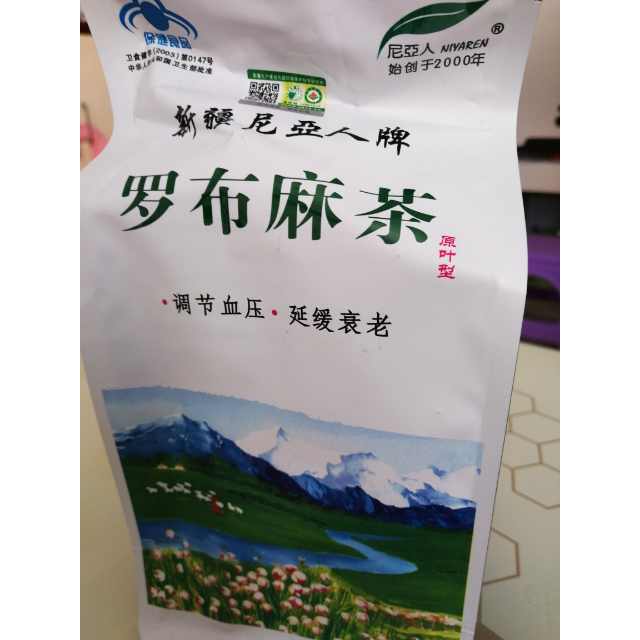 保健食品
卫食健字(2003)第0147号
中华人民共和国卫生部批准
尼亞人 NIYAREN®
始创于2000年
新疆尼亞人牌
罗布麻茶
原叶型
·调节血压·延缓衰老